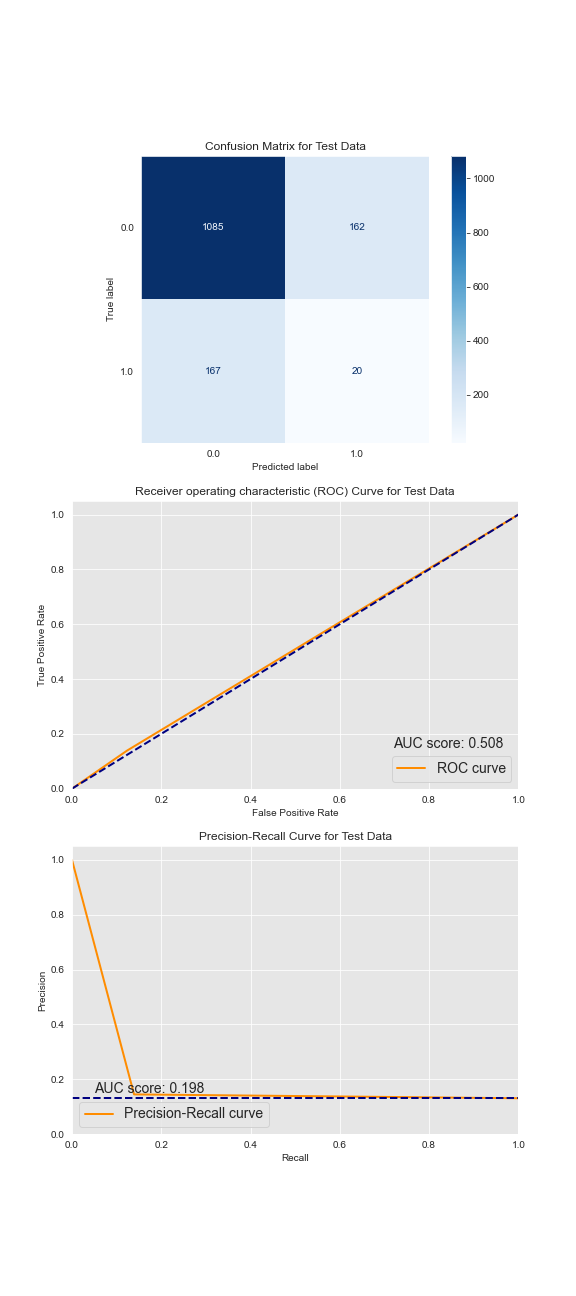 Confusion Matrix for Test Data
1000
0.0
1085
162
800
True label
600
400
1.0
167
20
200
0.0
1.0
Predicted label
Receiver operating characteristic (ROC) Curve for Test Data
1.0
0.8
True Positive Rate
0.6
0.4
0.2
AUC score: 0.508
ROC curve
0.0
0.0 0.2 0.4 0.6 0.8 1.0
False Positive Rate
Precision-Recall Curve for Test Data
1.0
0.8
Precision
0.6
0.4
0.2
AUC score: 0.198
Precision-Recall curve
0.0
0.0 0.2 0.4 0.6 0.8 1.0
Recall